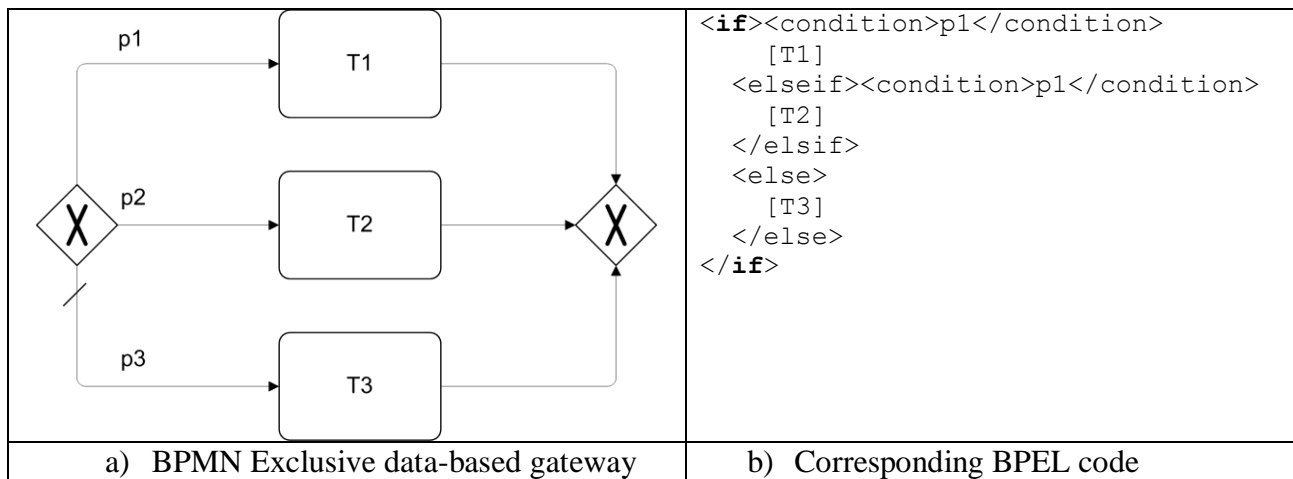 p1
T1
p2
X
T2
X
p3
T3
<if><condition>p1</condition>
[T1]
<elseif><condition>p1</condition>
[T2]
</elsif>
<else>
[T3]
</else>
</if>
a) BPMN Exclusive data-based gateway
b) Corresponding BPEL code